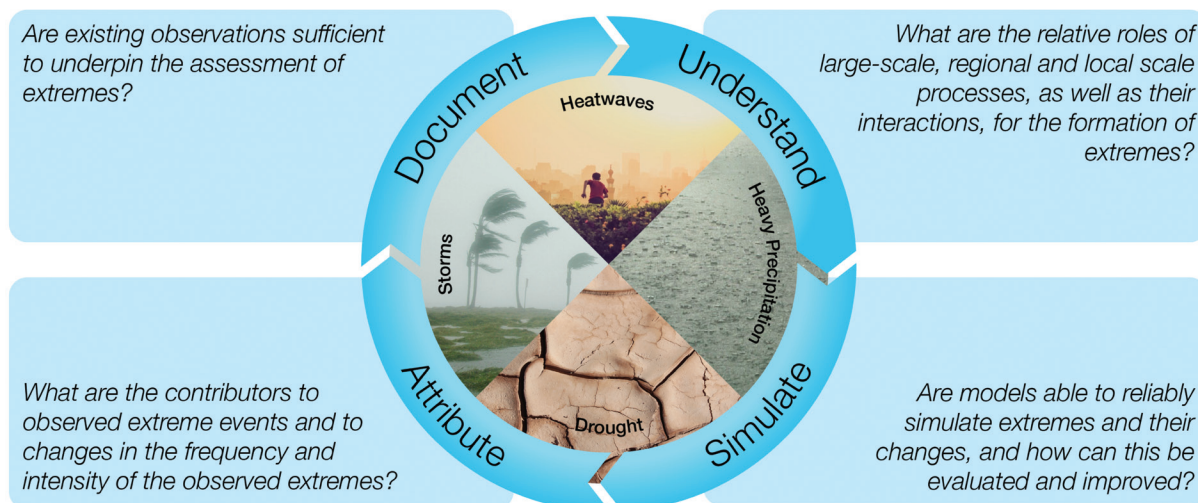 Are existing observations sufficient
to underpin the assessment of
extremes?
What are the relative roles of
large-scale, regional and local scale
processes, as well as their
interactions, for the formation of
extremes?
Document
Understand
Heatwaves
Storms
Heavy Precipitation
Drought
Attribute
Simulate
What are the contributors to
observed extreme events and to
changes in the frequency and
intensity of the observed extremes?
Are models able to reliably
simulate extremes and their
changes, and how can this be
evaluated and improved?